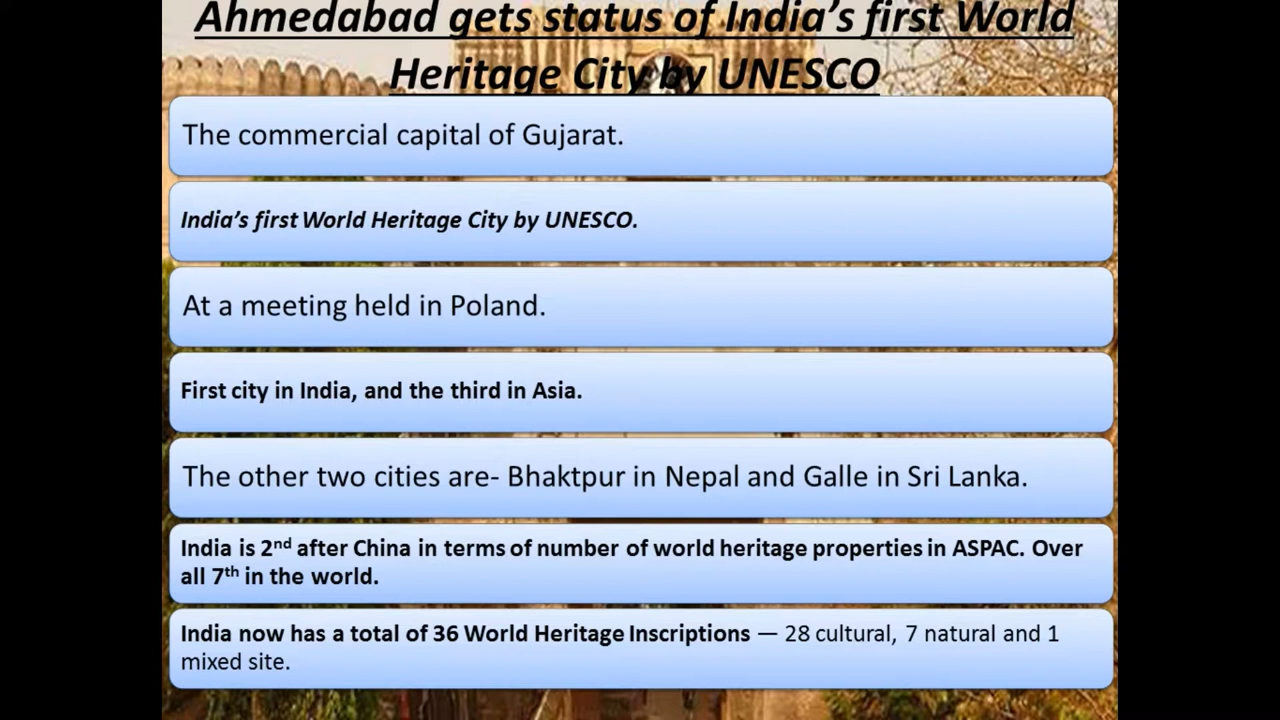 Ahmedabad gets status of India’s first World
Heritage City by UNESCO
The commercial capital of Gujarat.
India’s first World Heritage City by UNESCO.
At a meeting held in Poland.
First city in India, and the third in Asia.
The other two cities are- Bhaktpur in Nepal and Galle in Sri Lanka.
India is 2nd after China in terms of number of world heritage properties in ASPAC. Over
all 7th in the world.
India now has a total of 36 World Heritage Inscriptions — 28 cultural, 7 natural and 1
mixed site.